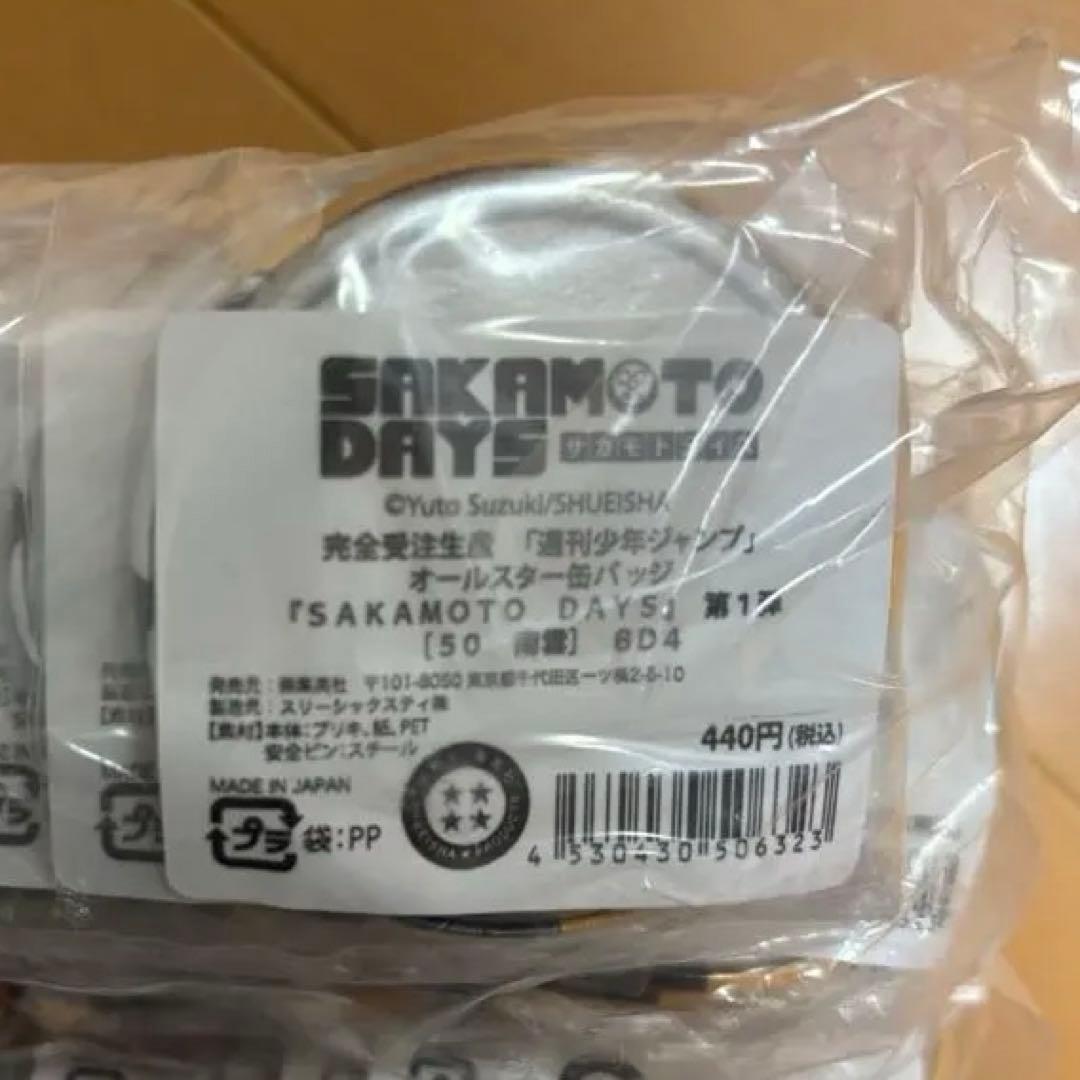 SAKAMOTO
DAYS サカモトデイズ
©Yuto Suzuki/SHUEISHA
完全受注生産 「週刊少年ジャンプ」
オールスター缶バッジ
『SAKAMOTO DAYS』 第1弾
[50 南雲] 6D4
発売元:㈱集英社 〒101-8050 東京都千代田区一ツ橋2-5-10
製造元:スリーシックスティ㈱
【素材】本体:ブリキ、紙、PET
安全ピン:スチール
440円(税込)
MADE IN JAPAN
プラ 袋:PP
4 530430 506323